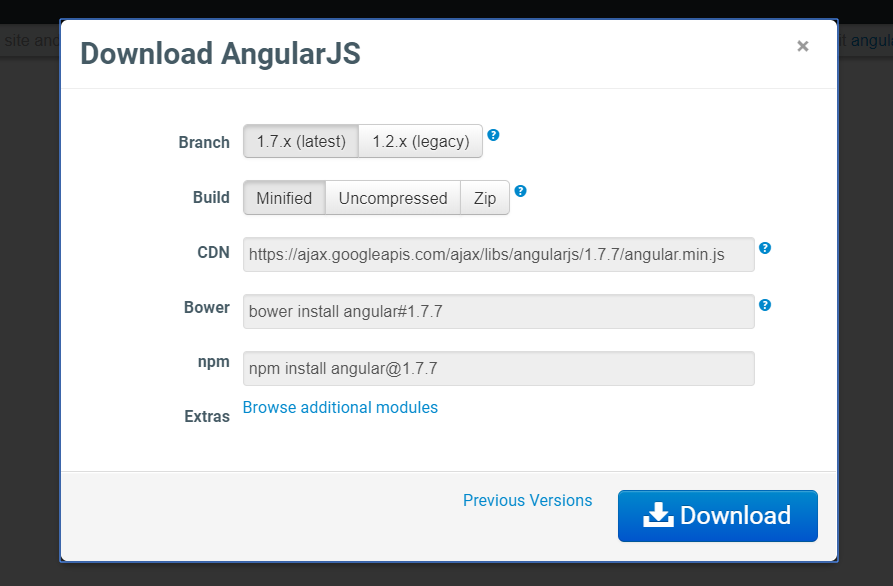 site and
t angula
Download AngularJS
×
Branch 1.7.x (latest) 1.2.x (legacy) ?
Build Minified Uncompressed Zip ?
CDN https://ajax.googleapis.com/ajax/libs/angularjs/1.7.7/angular.min.js ?
Bower bower install angular#1.7.7 ?
npm npm install angular@1.7.7
Extras Browse additional modules
Previous Versions Download